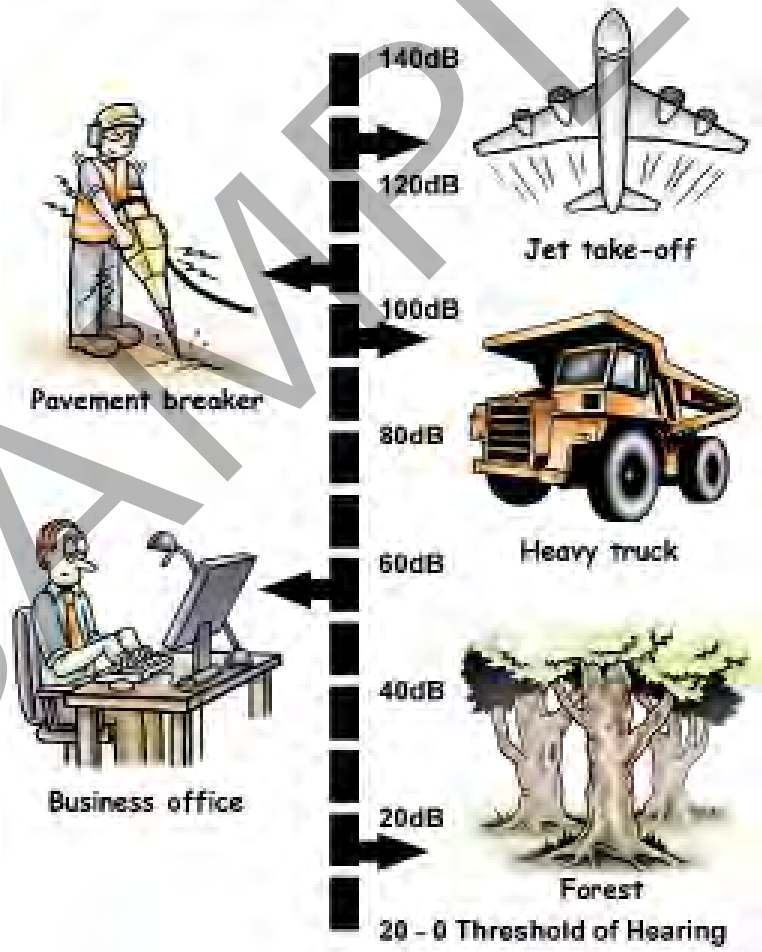 140dB
120dB
Jet take-off
100dB
Pavement breaker
80dB
Heavy truck
60dB
40dB
Business office
20dB
Forest
20 - 0 Threshold of Hearing
SAMPL